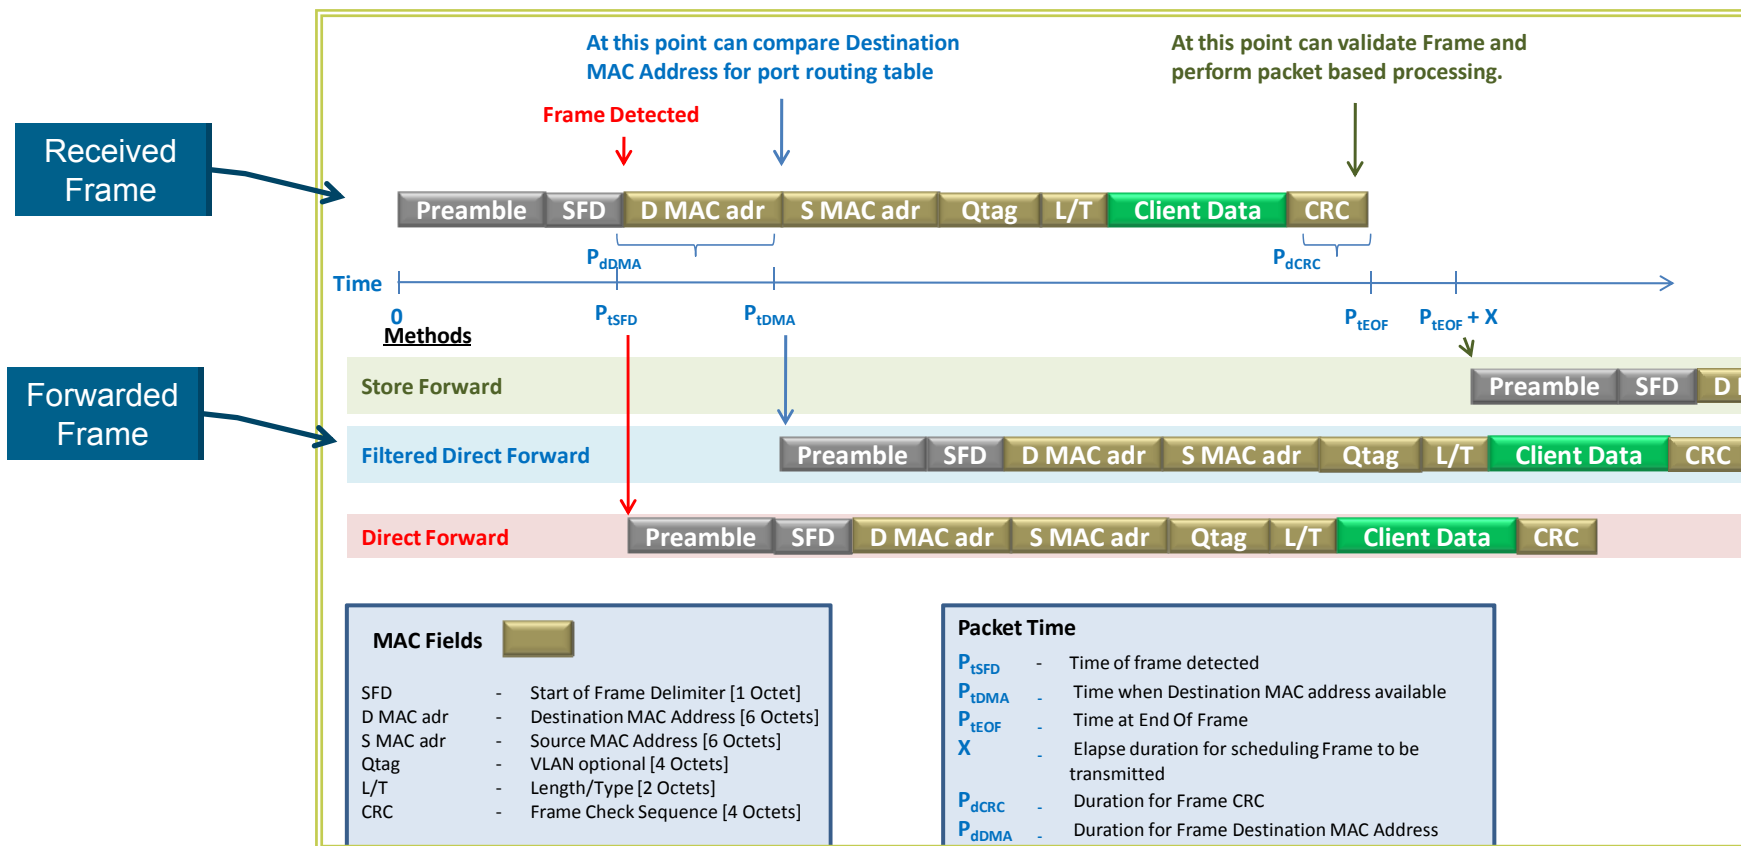 At this point can compare Destination
MAC Address for port routing table
At this point can validate Frame and
perform packet based processing.
Frame Detected
Received
Frame
Preamble SFD D MAC adr S MAC adr Qtag L/T Client Data CRC
PdDMA PdCRC
Time
0 PtSFD PtDMA PtEOF PtEOF + X
Methods
Forwarded
Frame
Store Forward Preamble SFD D
Filtered Direct Forward Preamble SFD D MAC adr S MAC adr Qtag L/T Client Data CRC
Direct Forward Preamble SFD D MAC adr S MAC adr Qtag L/T Client Data CRC
MAC Fields
SFD - Start of Frame Delimiter [1 Octet]
D MAC adr - Destination MAC Address [6 Octets]
S MAC adr - Source MAC Address [6 Octets]
Qtag - VLAN optional [4 Octets]
L/T - Length/Type [2 Octets]
CRC - Frame Check Sequence [4 Octets]
Packet Time
PtSFD - Time of frame detected
PtDMA - Time when Destination MAC address available
PtEOF - Time at End Of Frame
X - Elapse duration for scheduling Frame to be
transmitted
PdCRC - Duration for Frame CRC
PdDMA - Duration for Frame Destination MAC Address